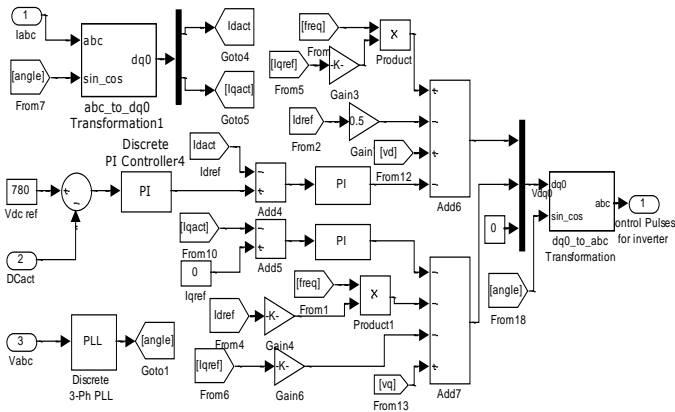 1
Iabc
abc
dq0
sin_cos
[angle]
From7
abc_to_dq0
Transformation1
Idact
Goto4
[Iqact]
Goto5
[freq]
From
x
Product
[Iqref]
From5
-K-
Gain3
Idref
From2
0.5
Gain
[vd]
From12
Add6
Discrete
PI Controller4
780
Vdc ref
PI
Idact
Idref
Add4
PI
2
DCact
[Iqact]
From10
0
Iqref
Add5
PI
[freq]
From1
x
Product1
Idref
From4
-K-
Gain4
[Iqref]
From6
-K-
Gain6
[vq]
From13
Add7
3
Vabc
PLL
Discrete
3-Ph PLL
[angle]
Goto1
Vdq0
0
[angle]
From18
dq0
abc
sin_cos
dq0_to_abc
Transformation
1
ontrol Pulses
for inverter